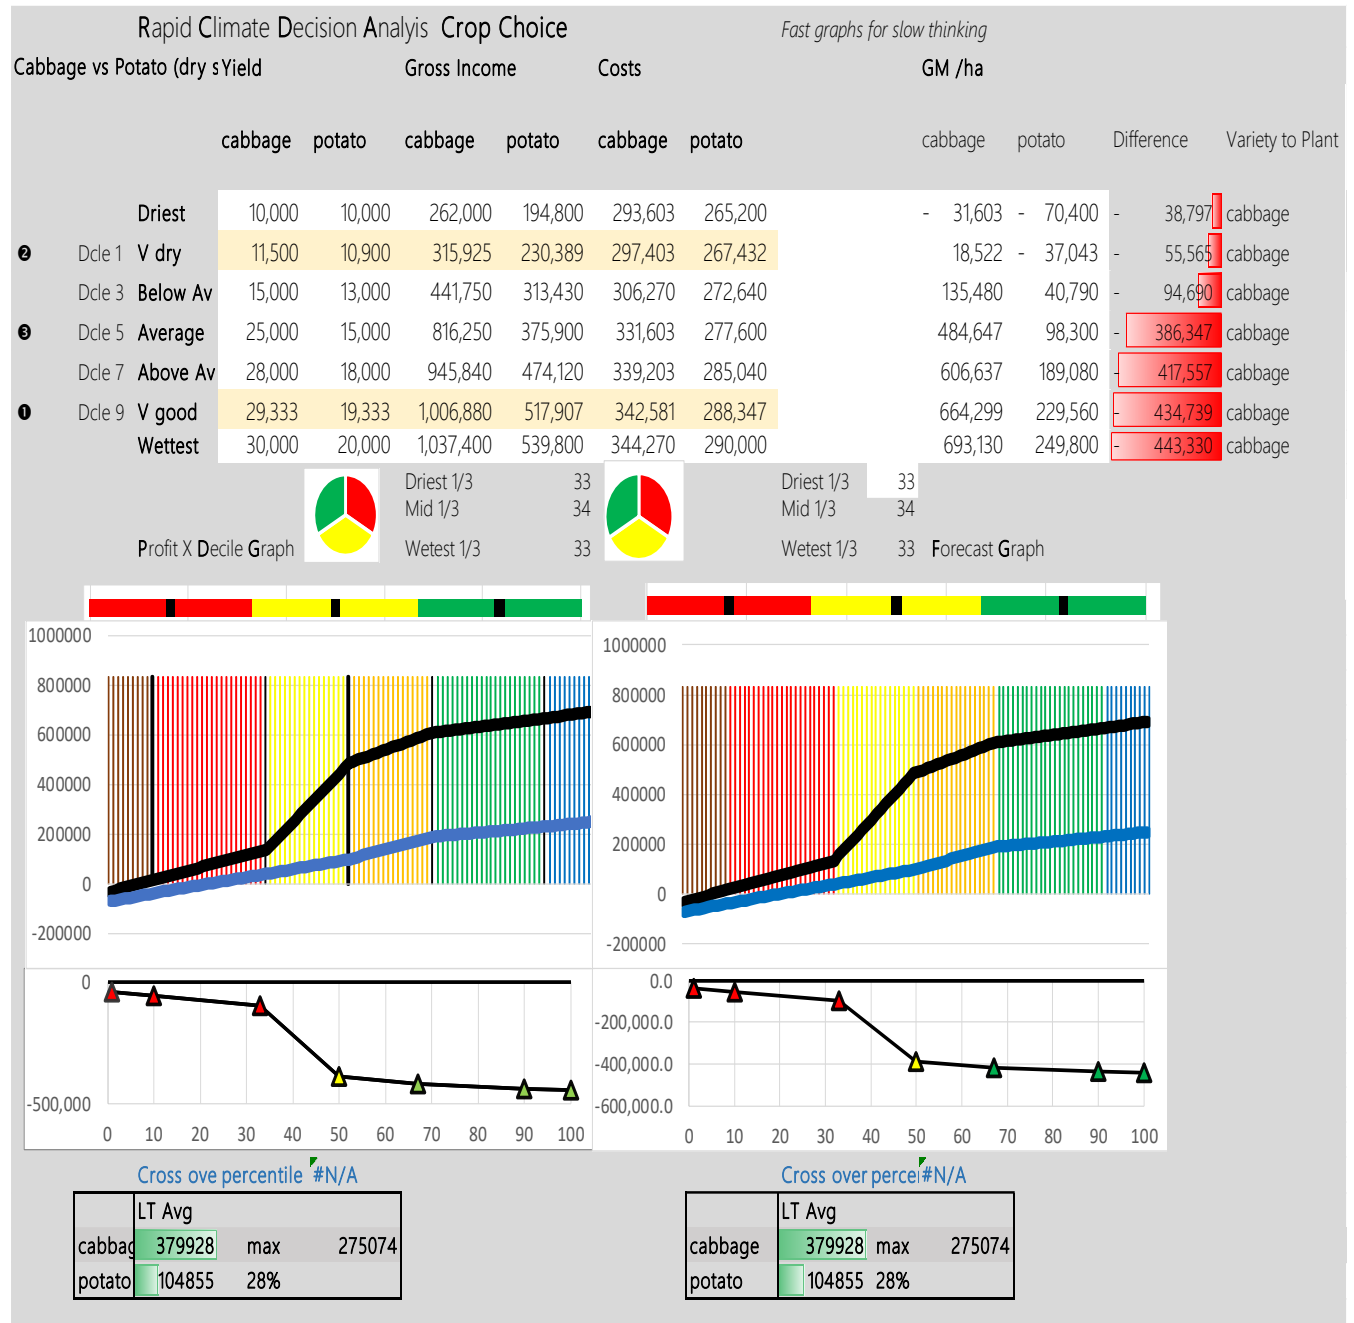 Rapid Climate Decision Analyis Crop Choice Fast graphs for slow thinking
Cabbage vs Potato (dry s Yield Gross Income Costs GM /ha
cabbage potato cabbage potato cabbage potato cabbage potato Difference Variety to Plant
Driest 10,000 10,000 262,000 194,800 293,603 265,200 - 31,603 - 70,400 - 38,797 cabbage
❷ Dcle 1 V dry 11,500 10,900 315,925 230,389 297,403 267,432 18,522 - 37,043 - 55,565 cabbage
Dcle 3 Below Av 15,000 13,000 441,750 313,430 306,270 272,640 135,480 40,790 - 94,690 cabbage
❸ Dcle 5 Average 25,000 15,000 816,250 375,900 331,603 277,600 484,647 98,300 - 386,347 cabbage
Dcle 7 Above Av 28,000 18,000 945,840 474,120 339,203 285,040 606,637 189,080 - 417,557 cabbage
❶ Dcle 9 V good 29,333 19,333 1,006,880 517,907 342,581 288,347 664,299 229,560 - 434,739 cabbage
Wettest 30,000 20,000 1,037,400 539,800 344,270 290,000 693,130 249,800 - 443,330 cabbage
Driest 1/3 33 Driest 1/3 33
Mid 1/3 34 Mid 1/3 34
Profit X Decile Graph Wetest 1/3 33 Wetest 1/3 33 Forecast Graph
1000000
800000
600000
400000
200000
0
-200000
1000000
800000
600000
400000
200000
0
-200000
0
-500,000
0 10 20 30 40 50 60 70 80 90 100
0.0
-200,000.0
-400,000.0
-600,000.0
0 10 20 30 40 50 60 70 80 90 100
Cross ove percentile #N/A Cross over percei #N/A
LT Avg
cabbag 379928 max 275074
potato 104855 28%
LT Avg
cabbage 379928 max 275074
potato 104855 28%